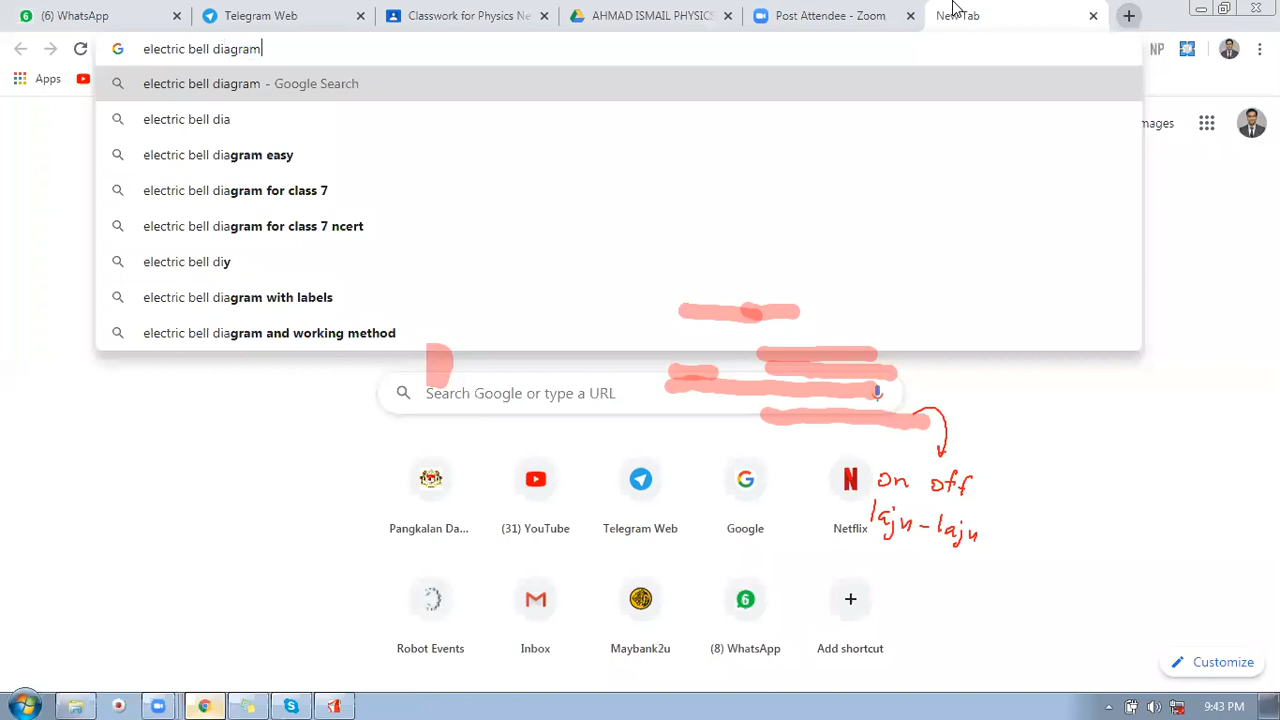 (6) WhatsApp
Telegram Web
Classwork for Physics Ne
AHMAD ISMAIL PHYSICS
Post Attendee - Zoom
New Tab
electric bell diagram
NP
Apps
electric bell diagram - Google Search
electric bell dia
mages
electric bell diagram easy
electric bell diagram for class 7
electric bell diagram for class 7 ncert
electric bell diy
electric bell diagram with labels
electric bell diagram and working method
Search Google or type a URL
on off
laju - laju
Pangkalan Da...
(31) YouTube
Telegram Web
Google
Netflix
Robot Events
Inbox
Maybank2u
(8) WhatsApp
Add shortcut
Customize
9:43 PM